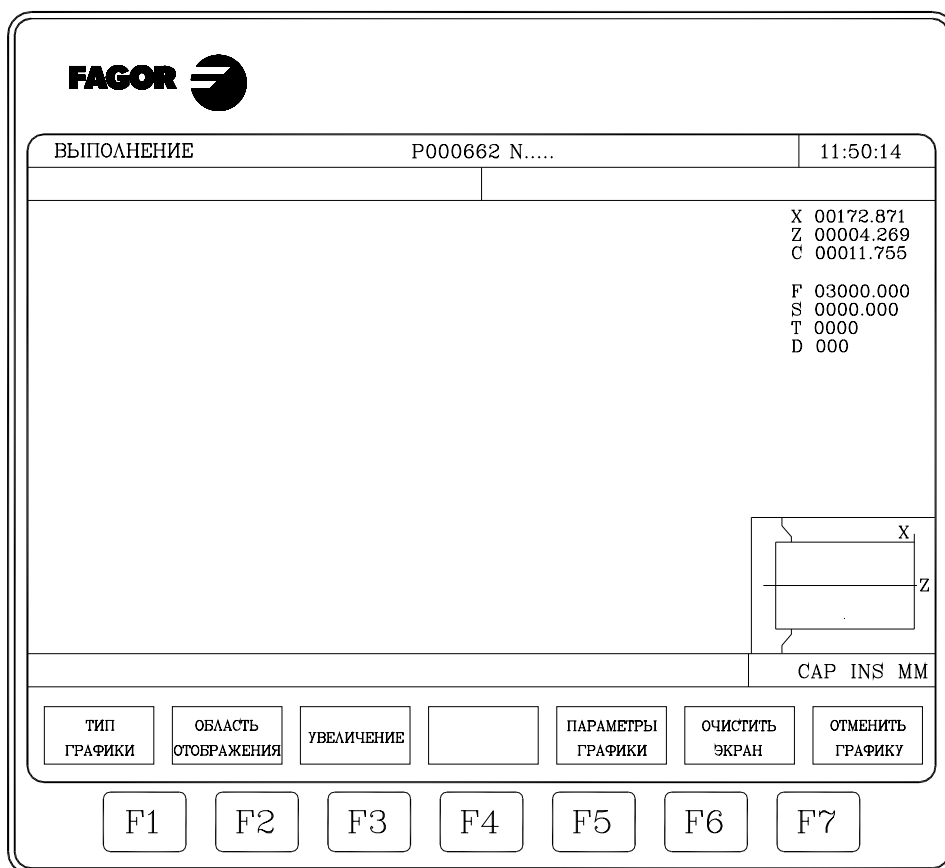 FAGOR
ВЫПОЛНЕНИЕ P000662 N..... 11:50:14
X 00172.871
Z 00004.269
C 00011.755
F 03000.000
S 0000.000
T 0000
D 000
X
Z
CAP INS MM
ТИП ГРАФИКИ
ОБЛАСТЬ ОТОБРАЖЕНИЯ
УВЕЛИЧЕНИЕ
ПАРАМЕТРЫ ГРАФИКИ
ОЧИСТИТЬ ЭКРАН
ОТМЕНИТЬ ГРАФИКУ
F1 F2 F3 F4 F5 F6 F7